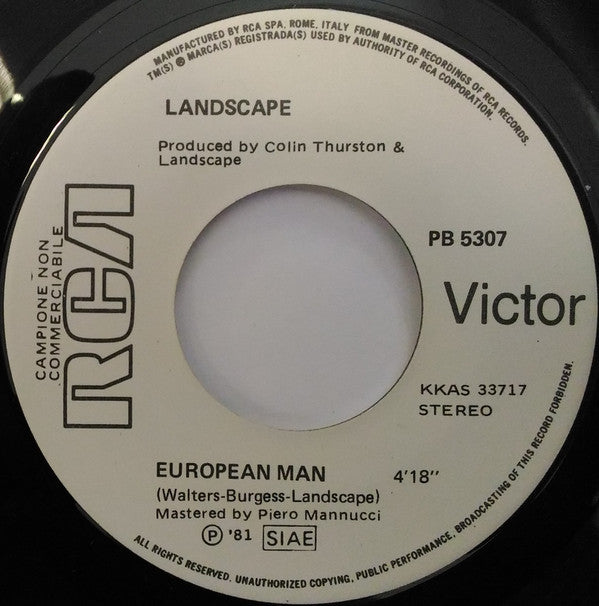 MANUFACTURED BY RCA SPA, ROME, ITALY FROM MASTER RECORDINGS OF RCA RECORDS.
TM(S) ® MARCA(S) REGISTRADA(S) USED BY AUTHORITY OF RCA CORPORATION.
LANDSCAPE
Produced by Colin Thurston &
Landscape
CAMPIONE NON
COMMERCIABILE
RCA
PB 5307
Victor
KKAS 33717
STEREO
EUROPEAN MAN 4'18''
(Walters-Burgess-Landscape)
Mastered by Piero Mannucci
℗ '81 SIAE
ALL RIGHTS RESERVED. UNAUTHORIZED COPYING, PUBLIC PERFORMANCE, BROADCASTING OF THIS RECORD FORBIDDEN.